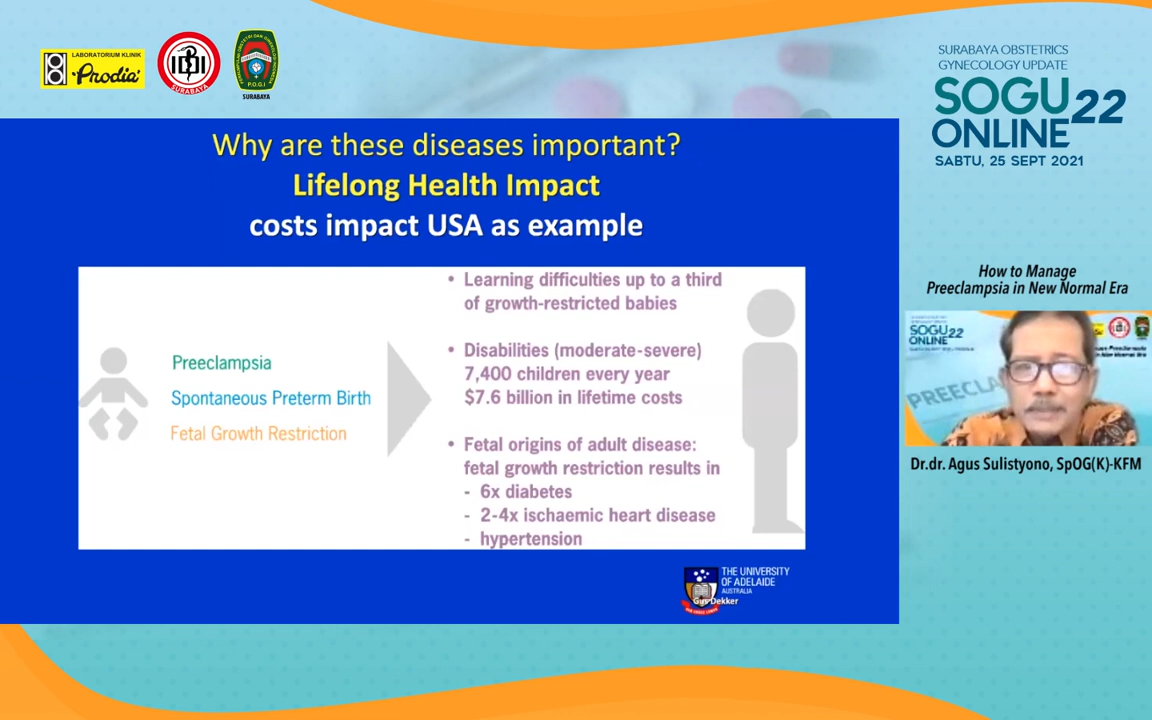 LABORATORIUM KLINIK
Prodia
IDI
SURABAYA
P.O.G.I
SURABAYA
SURABAYA OBSTETRICS
GYNECOLOGY UPDATE
SOGU 22
ONLINE
SABTU, 25 SEPT 2021
Why are these diseases important?
Lifelong Health Impact
costs impact USA as example
Preeclampsia
Spontaneous Preterm Birth
Fetal Growth Restriction
• Learning difficulties up to a third
of growth-restricted babies
• Disabilities (moderate-severe)
7,400 children every year
$7.6 billion in lifetime costs
• Fetal origins of adult disease:
fetal growth restriction results in
- 6x diabetes
- 2-4x ischaemic heart disease
- hypertension
THE UNIVERSITY
OF ADELAIDE
AUSTRALIA
Gus Dekker
How to Manage
Preeclampsia in New Normal Era
SOGU 22
ONLINE
PREECLA
Dr.dr. Agus Sulistyono, SpOG(K)-KFM